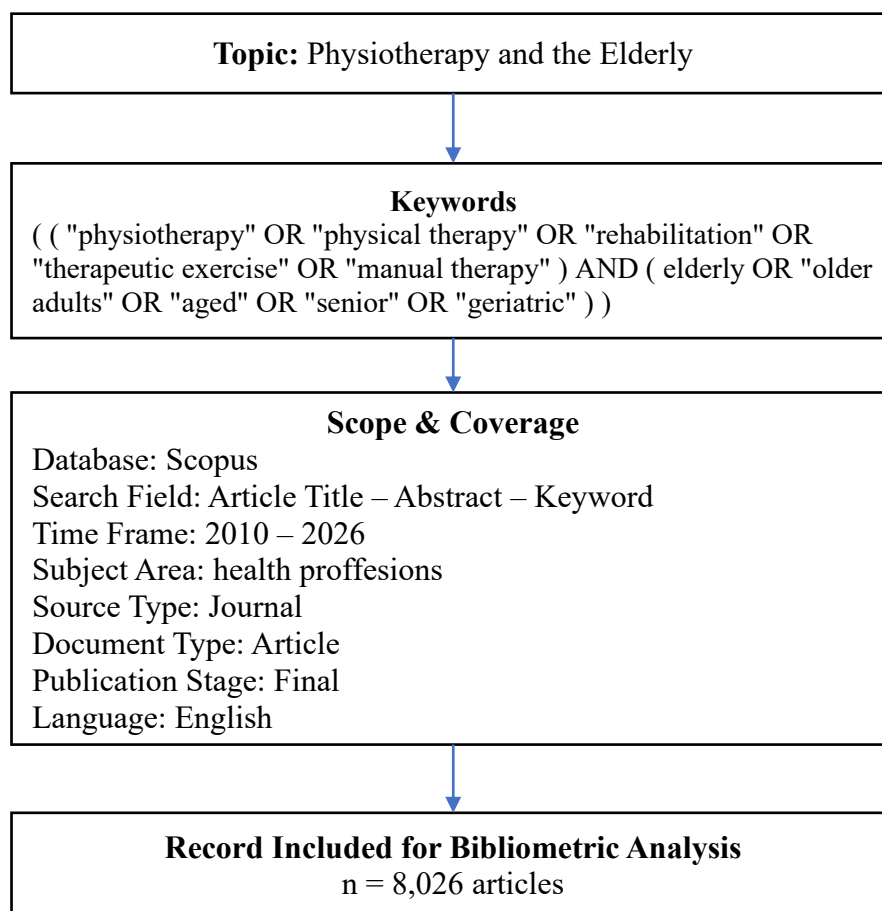 Topic: Physiotherapy and the Elderly
Keywords
( ( "physiotherapy" OR "physical therapy" OR "rehabilitation" OR
"therapeutic exercise" OR "manual therapy" ) AND ( elderly OR "older
adults" OR "aged" OR "senior" OR "geriatric" ) )
Scope & Coverage
Database: Scopus
Search Field: Article Title – Abstract – Keyword
Time Frame: 2010 – 2026
Subject Area: health proffesions
Source Type: Journal
Document Type: Article
Publication Stage: Final
Language: English
Record Included for Bibliometric Analysis
n = 8,026 articles